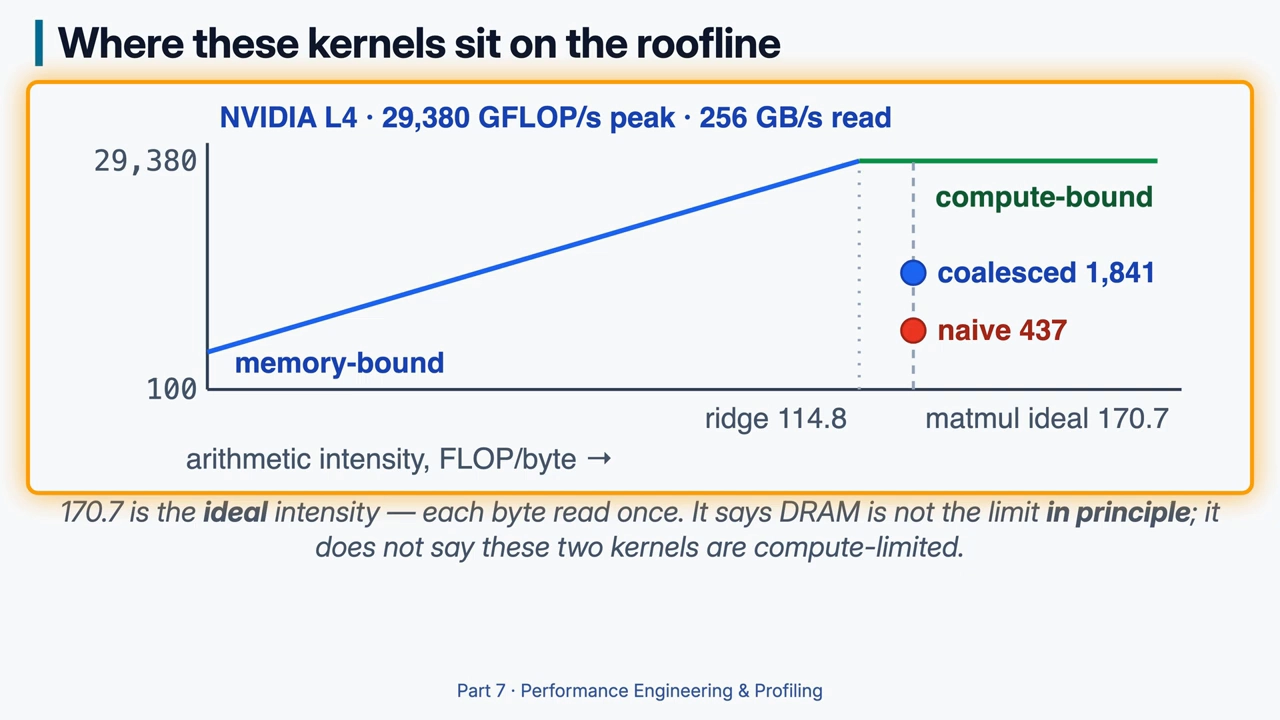 Where these kernels sit on the roofline
NVIDIA L4 · 29,380 GFLOP/s peak · 256 GB/s read
29,380
compute-bound
coalesced 1,841
naive 437
memory-bound
100
ridge 114.8
matmul ideal 170.7
arithmetic intensity, FLOP/byte →
170.7 is the ideal intensity — each byte read once. It says DRAM is not the limit in principle; it
does not say these two kernels are compute-limited.
Part 7 · Performance Engineering & Profiling